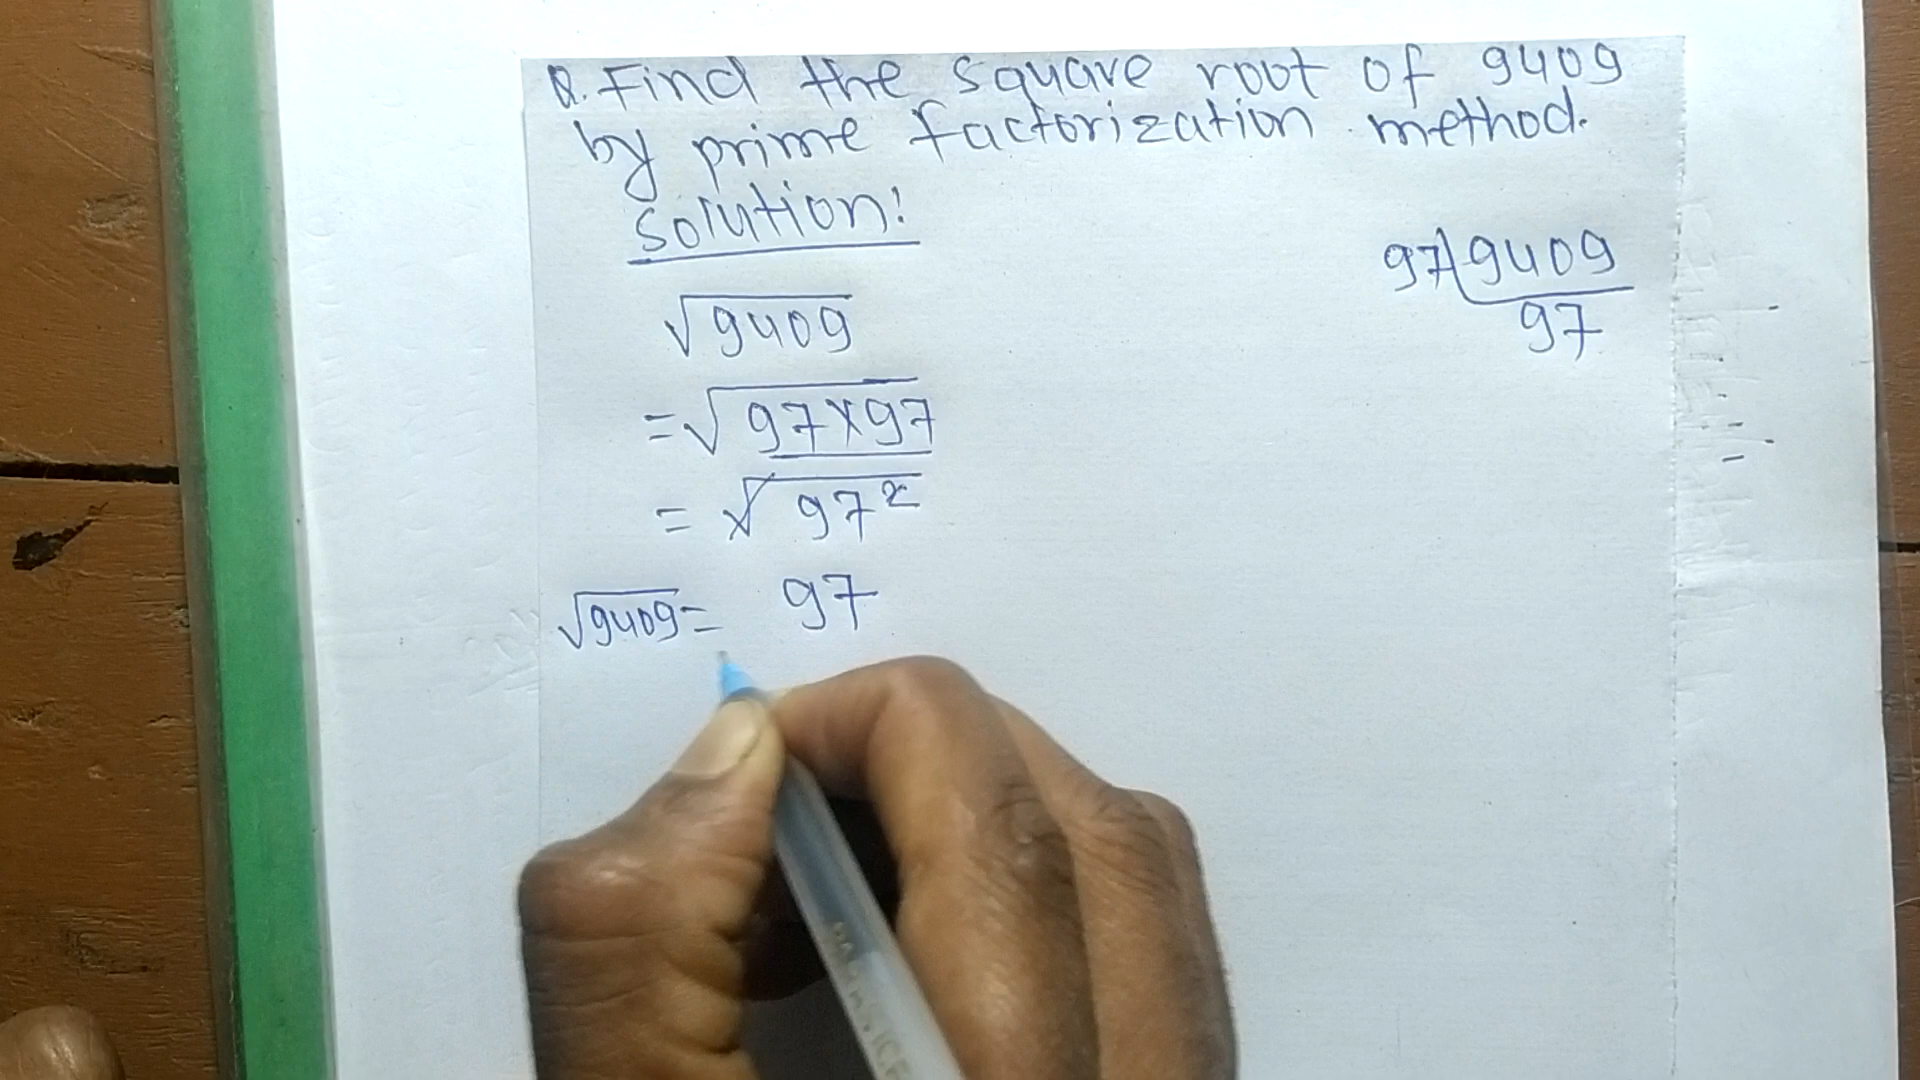 Q. Find the square root of 9409
by prime factorization method.
Solution:
97 9409
97
√9409
= √97×97
= √97²
√9409 = 97